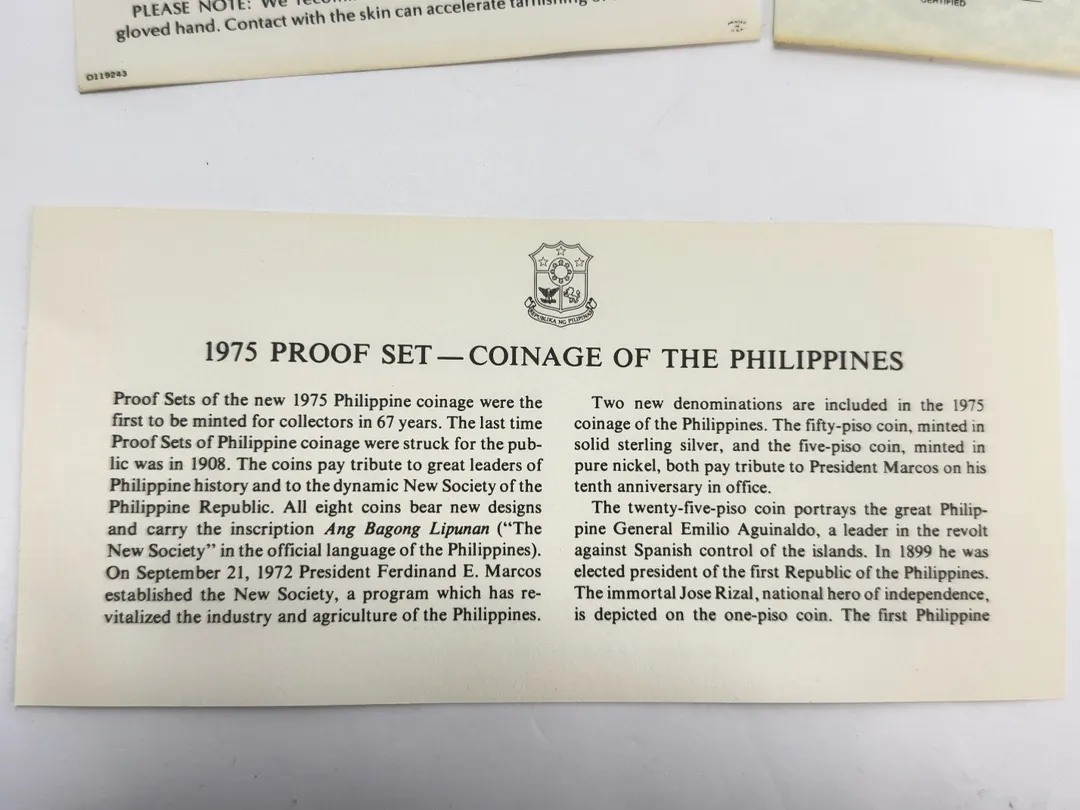 PLEASE NOTE: We
gloved hand. Contact with the skin can accelerate tarnishing
O119243
CERTIFIED
REPUBLIKA NG PILIPINAS
1975 PROOF SET — COINAGE OF THE PHILIPPINES
Proof Sets of the new 1975 Philippine coinage were the
first to be minted for collectors in 67 years. The last time
Proof Sets of Philippine coinage were struck for the pub-
lic was in 1908. The coins pay tribute to great leaders of
Philippine history and to the dynamic New Society of the
Philippine Republic. All eight coins bear new designs
and carry the inscription Ang Bagong Lipunan (“The
New Society” in the official language of the Philippines).
On September 21, 1972 President Ferdinand E. Marcos
established the New Society, a program which has re-
vitalized the industry and agriculture of the Philippines.
Two new denominations are included in the 1975
coinage of the Philippines. The fifty-piso coin, minted in
solid sterling silver, and the five-piso coin, minted in
pure nickel, both pay tribute to President Marcos on his
tenth anniversary in office.
The twenty-five-piso coin portrays the great Philip-
pine General Emilio Aguinaldo, a leader in the revolt
against Spanish control of the islands. In 1899 he was
elected president of the first Republic of the Philippines.
The immortal Jose Rizal, national hero of independence,
is depicted on the one-piso coin. The first Philippine